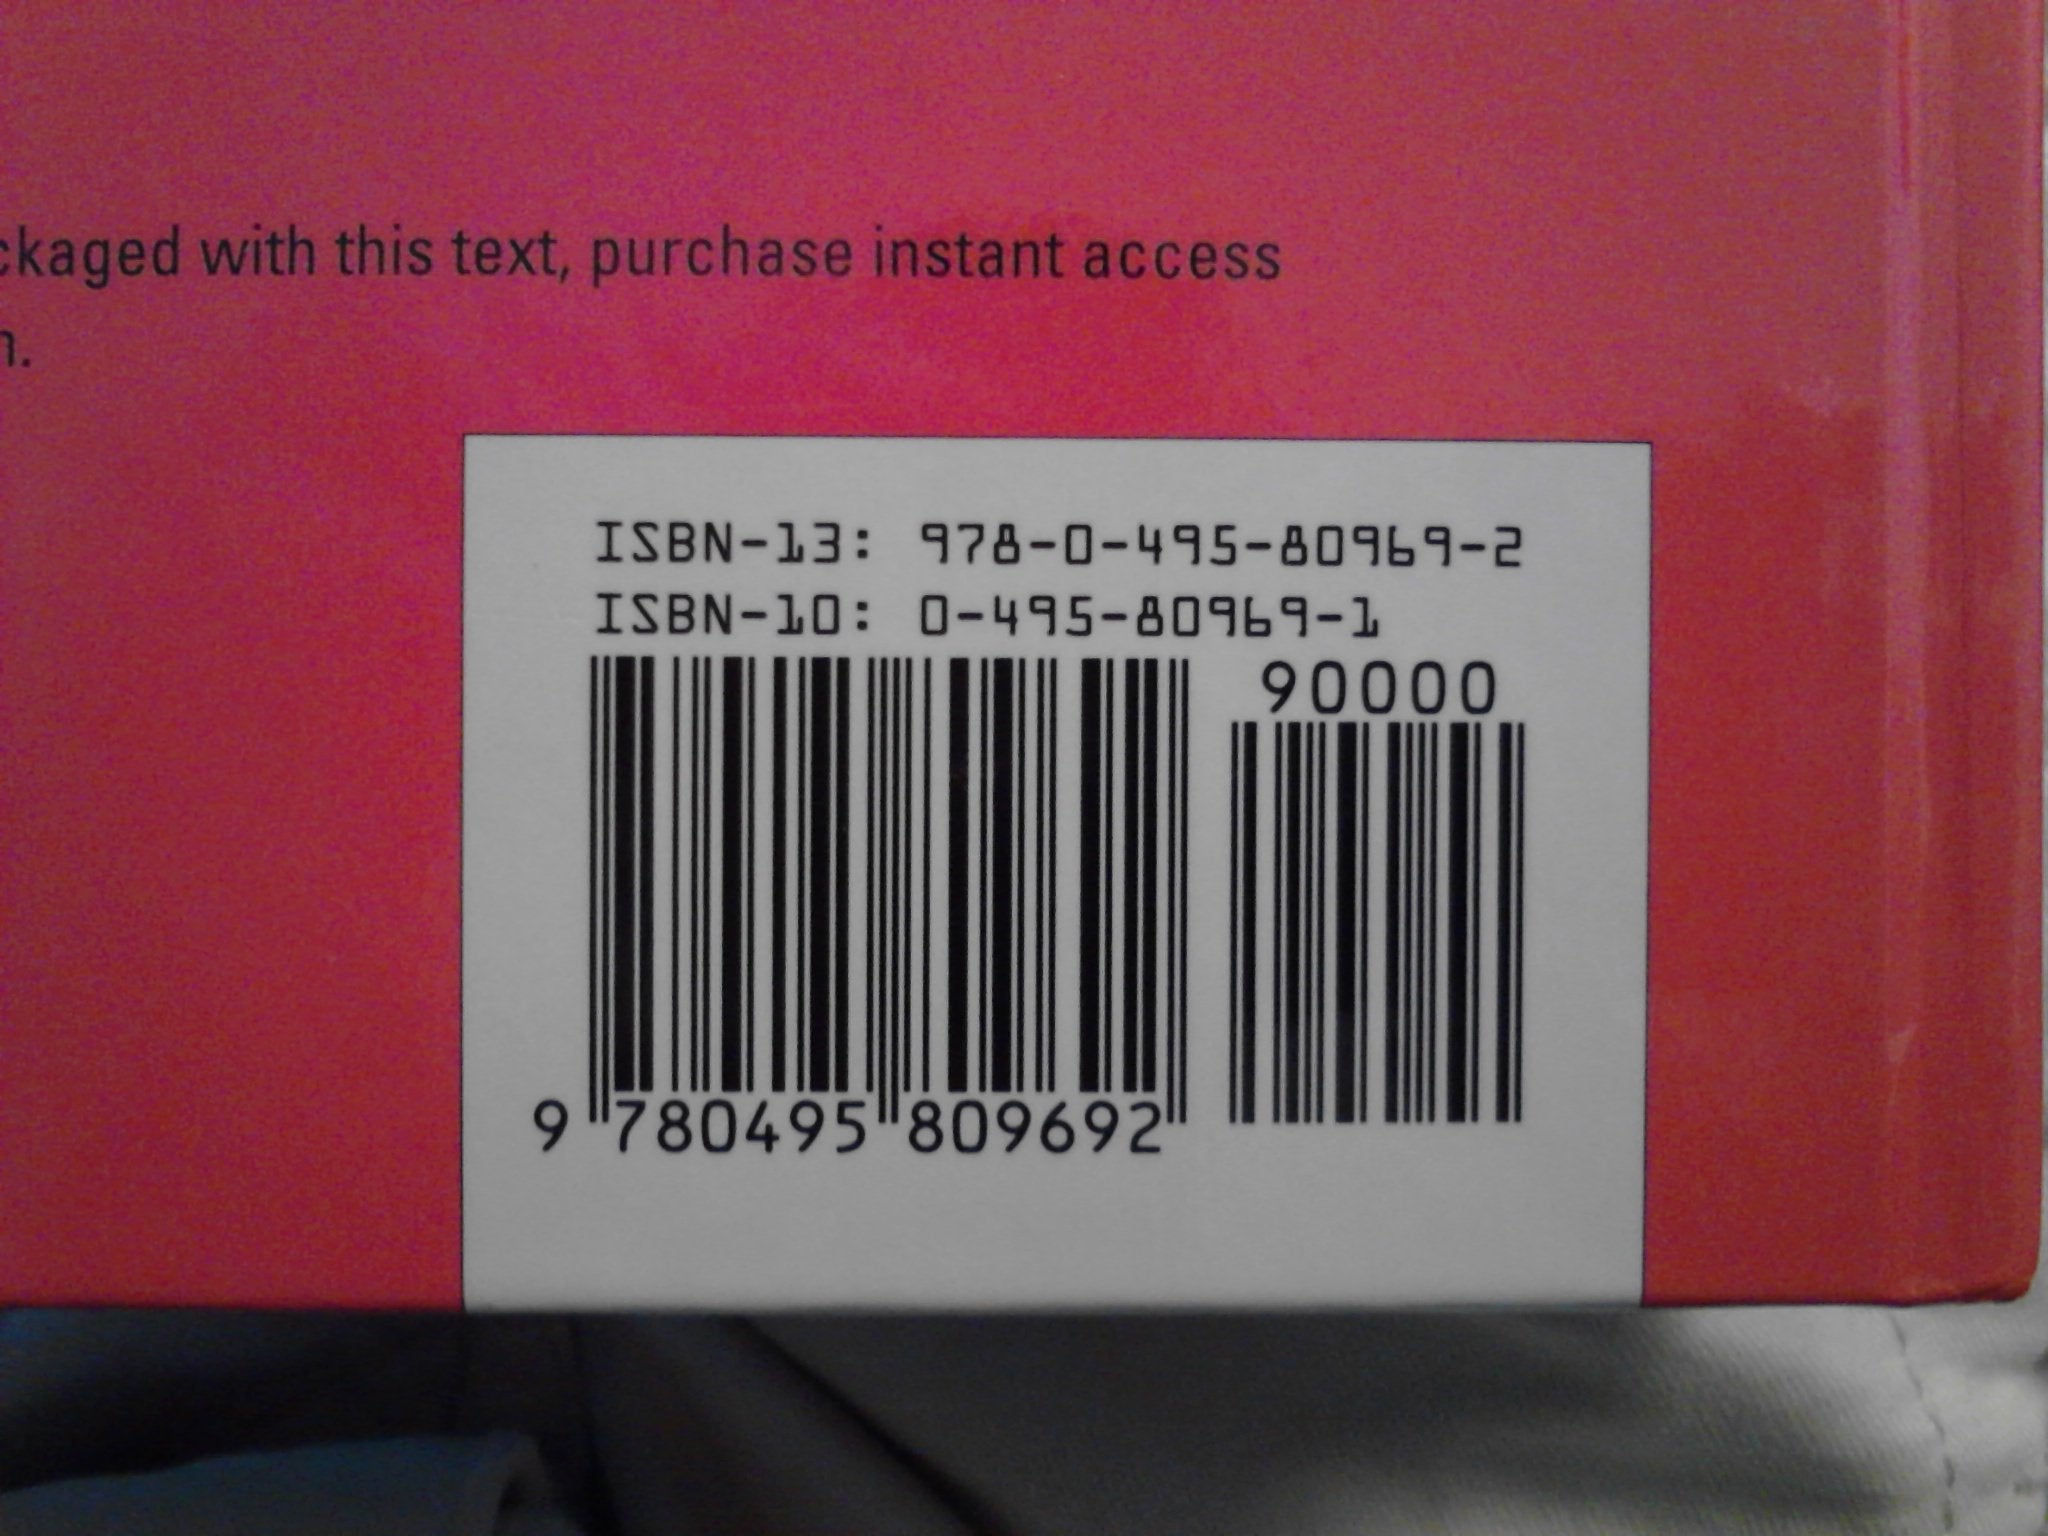 ckaged with this text, purchase instant access
n.
ISBN-13: 978-0-495-80969-2
ISBN-10: 0-495-80969-1
90000
9 780495 809692